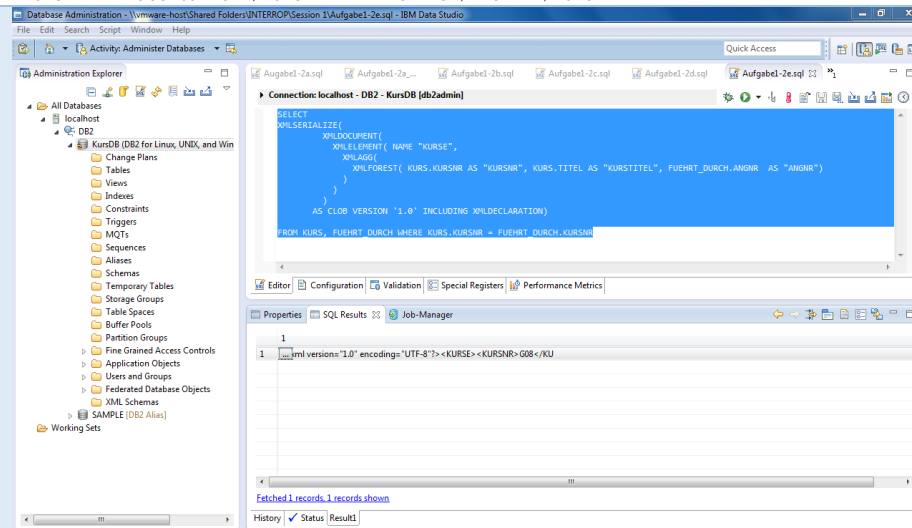 Database Administration - \\vmware-host\Shared Folders\INTERROP\Session 1\Aufgabe1-2e.sql - IBM Data Studio
File Edit Search Script Window Help
Activity: Administer Databases
Quick Access
Administration Explorer
All Databases
localhost
DB2
KursDB (DB2 for Linux, UNIX, and Win
Change Plans
Tables
Views
Indexes
Constraints
Triggers
MQTs
Sequences
Aliases
Schemas
Temporary Tables
Storage Groups
Table Spaces
Buffer Pools
Partition Groups
Fine Grained Access Controls
Application Objects
Users and Groups
Federated Database Objects
XML Schemas
SAMPLE [DB2 Alias]
Working Sets
Augabe1-2a.sql Aufgabe1-2a_... Aufgabe1-2b.sql Aufgabe1-2c.sql Aufgabe1-2d.sql Aufgabe1-2e.sql »1
Connection: localhost - DB2 - KursDB [db2admin]
SELECT
XMLSERIALIZE(
XMLDOCUMENT(
XMLELEMENT( NAME "KURSE",
XMLAGG(
XMLFOREST( KURS.KURSNR AS "KURSNR", KURS.TITEL AS "KURSTITEL", FUEHRT_DURCH.ANGNR AS "ANGNR")
)
)
)
AS CLOB VERSION '1.0' INCLUDING XMLDECLARATION)
FROM KURS, FUEHRT_DURCH WHERE KURS.KURSNR = FUEHRT_DURCH.KURSNR
Editor Configuration Validation Special Registers Performance Metrics
Properties SQL Results Job-Manager
1
1 ... xml version="1.0" encoding="UTF-8"?><KURSE><KURSNR>G08</KU
Fetched 1 records. 1 records shown
History Status Result1